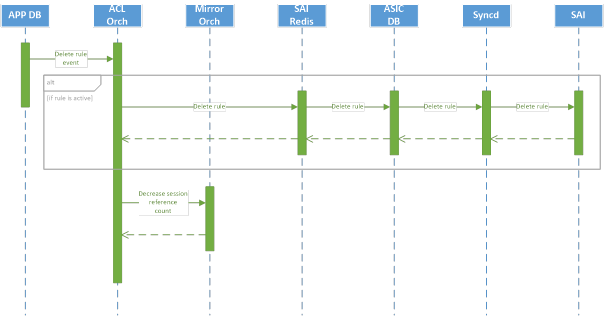 APP DB
ACL
Orch
Mirror
Orch
SAI
Redis
ASIC
DB
Syncd
SAI
Delete rule
event
alt
[if rule is active]
Delete rule
Delete rule
Delete rule
Delete rule
Decrease session
reference
count